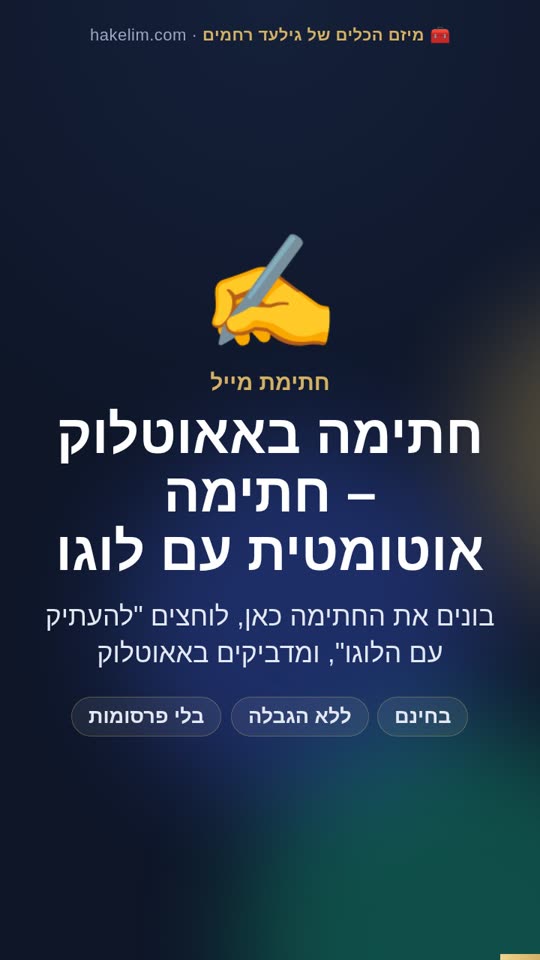 🧰 מיזם הכלים של גילעד רחמים · hakelim.com
חתימת מייל
חתימה באאוטלוק
– חתימה
אוטומטית עם לוגו
בונים את החתימה כאן, לוחצים "להעתיק
עם הלוגו", ומדביקים באאוטלוק
בחינם
ללא הגבלה
בלי פרסומות